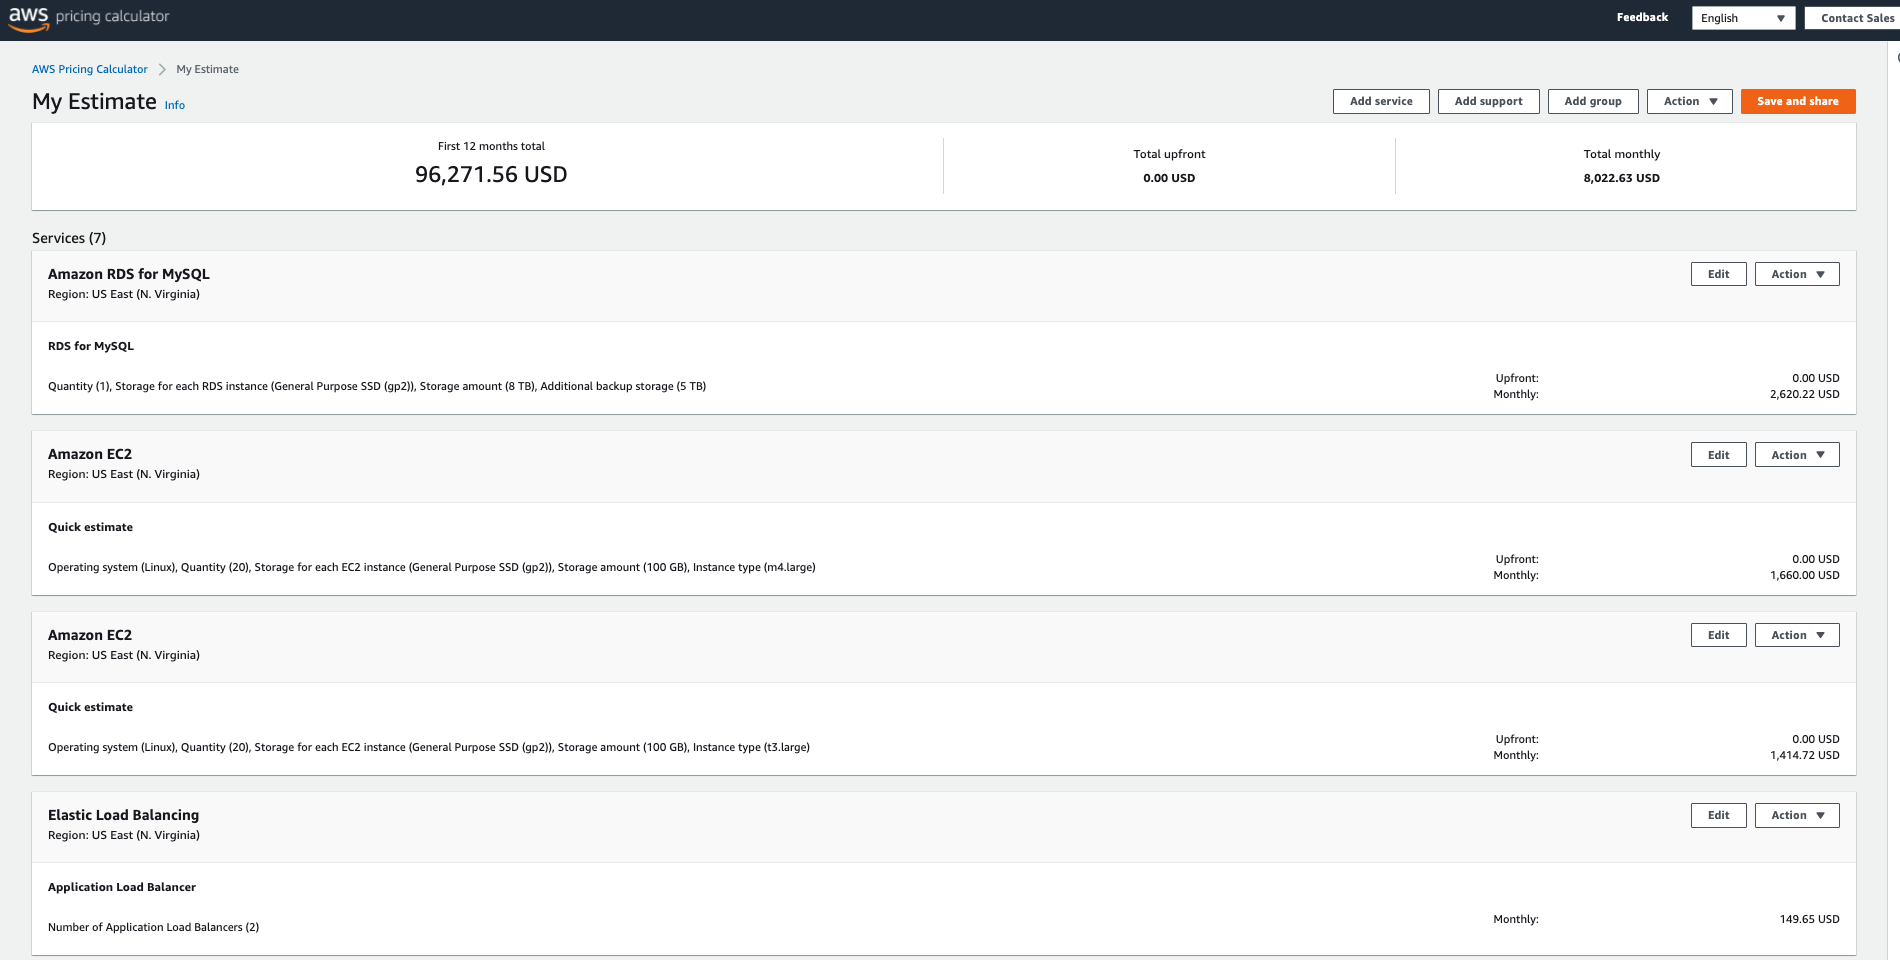 aws pricing calculator
Feedback English Contact Sales
AWS Pricing Calculator My Estimate
My Estimate Info
Add service Add support Add group Action Save and share
First 12 months total
96,271.56 USD
Total upfront
0.00 USD
Total monthly
8,022.63 USD
Services (7)
Amazon RDS for MySQL
Region: US East (N. Virginia)
Edit Action
RDS for MySQL
Quantity (1), Storage for each RDS instance (General Purpose SSD (gp2)), Storage amount (8 TB), Additional backup storage (5 TB)
Upfront: 0.00 USD
Monthly: 2,620.22 USD
Amazon EC2
Region: US East (N. Virginia)
Edit Action
Quick estimate
Operating system (Linux), Quantity (20), Storage for each EC2 instance (General Purpose SSD (gp2)), Storage amount (100 GB), Instance type (m4.large)
Upfront: 0.00 USD
Monthly: 1,660.00 USD
Amazon EC2
Region: US East (N. Virginia)
Edit Action
Quick estimate
Operating system (Linux), Quantity (20), Storage for each EC2 instance (General Purpose SSD (gp2)), Storage amount (100 GB), Instance type (t3.large)
Upfront: 0.00 USD
Monthly: 1,414.72 USD
Elastic Load Balancing
Region: US East (N. Virginia)
Edit Action
Application Load Balancer
Number of Application Load Balancers (2)
Monthly: 149.65 USD